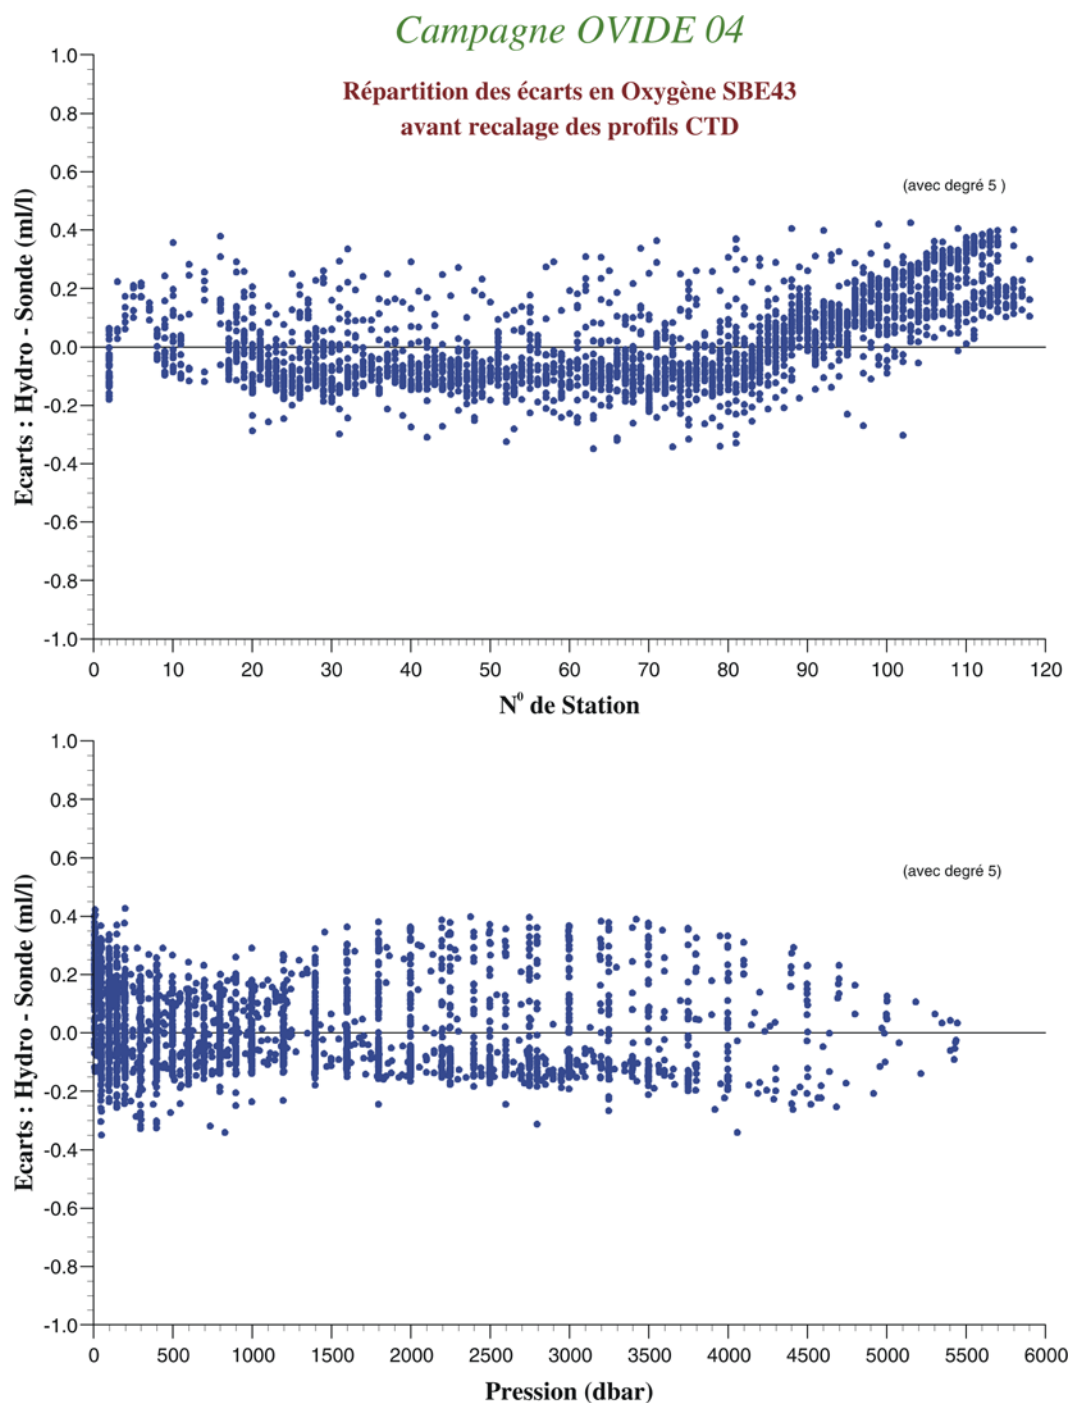 Campagne OVIDE 04
Répartition des écarts en Oxygène SBE43
avant recalage des profils CTD
(avec degré 5 )
Ecarts : Hydro - Sonde (ml/l)
1.0
0.8
0.6
0.4
0.2
0.0
-0.2
-0.4
-0.6
-0.8
-1.0
0 10 20 30 40 50 60 70 80 90 100 110 120
N⁰ de Station
(avec degré 5)
Ecarts : Hydro - Sonde (ml/l)
1.0
0.8
0.6
0.4
0.2
0.0
-0.2
-0.4
-0.6
-0.8
-1.0
0 500 1000 1500 2000 2500 3000 3500 4000 4500 5000 5500 6000
Pression (dbar)